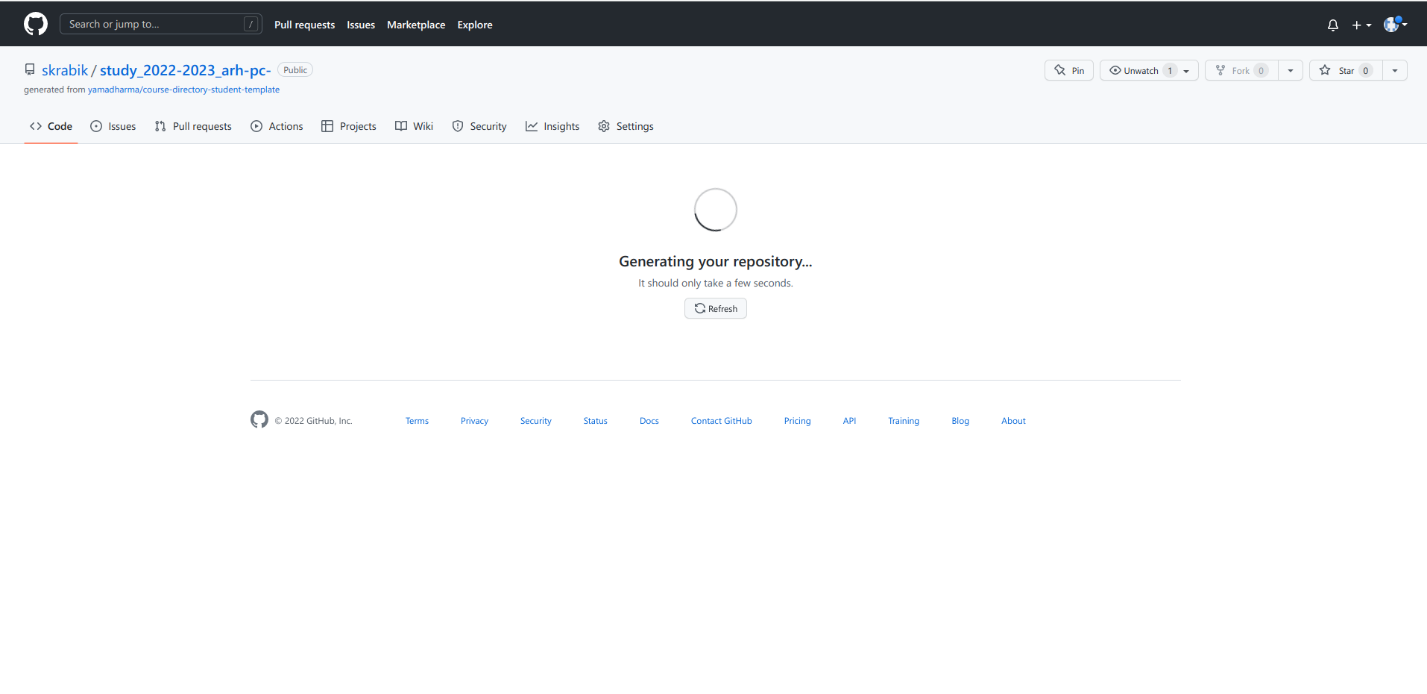 Search or jump to... / Pull requests Issues Marketplace Explore
skrabik / study_2022-2023_arh-pc- Public Pin Unwatch 1 Fork 0 Star 0
generated from yamadharma/course-directory-student-template
Code Issues Pull requests Actions Projects Wiki Security Insights Settings
Generating your repository...
It should only take a few seconds.
Refresh
© 2022 GitHub, Inc. Terms Privacy Security Status Docs Contact GitHub Pricing API Training Blog About